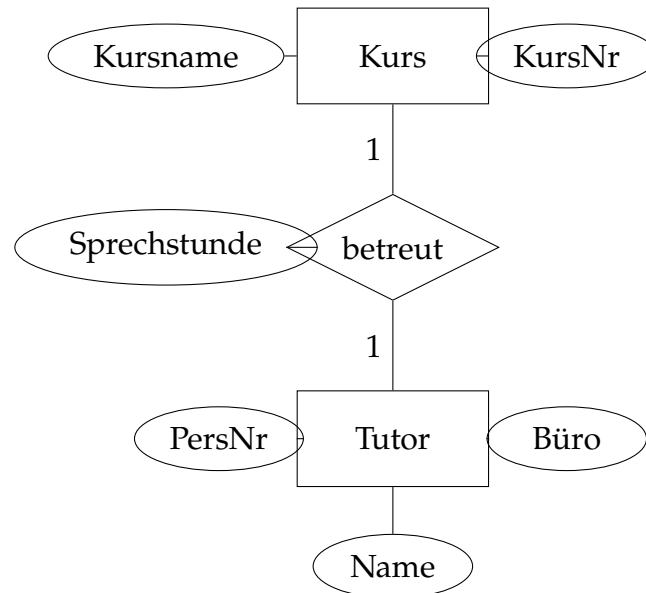 Kursname
Kurs
KursNr
1
Sprechstunde
betreut
1
PersNr
Tutor
Büro
Name